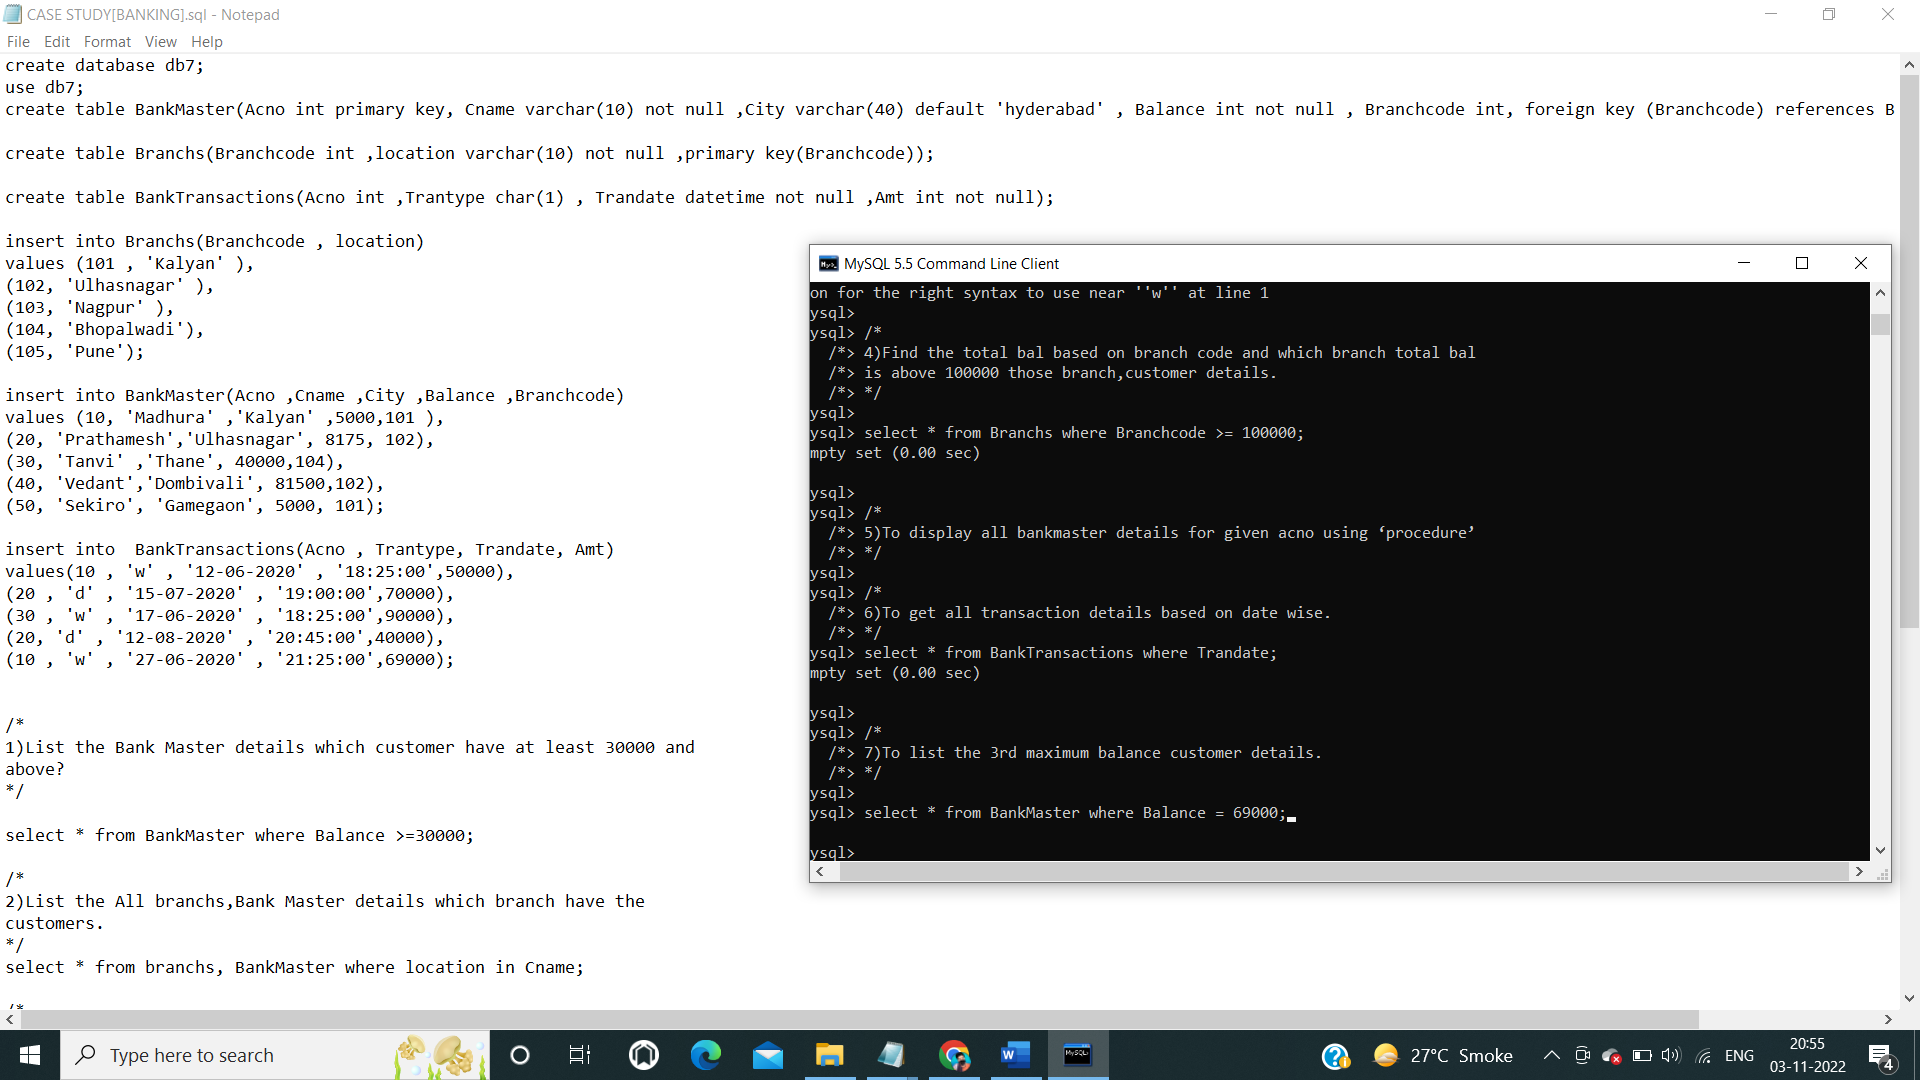 CASE STUDY[BANKING].sql - Notepad
File Edit Format View Help
create database db7;
use db7;
create table BankMaster(Acno int primary key, Cname varchar(10) not null ,City varchar(40) default 'hyderabad' , Balance int not null , Branchcode int, foreign key (Branchcode) references B
create table Branchs(Branchcode int ,location varchar(10) not null ,primary key(Branchcode));
create table BankTransactions(Acno int ,Trantype char(1) , Trandate datetime not null ,Amt int not null);
insert into Branchs(Branchcode , location)
values (101 , 'Kalyan' ),
(102, 'Ulhasnagar' ),
(103, 'Nagpur' ),
(104, 'Bhopalwadi'),
(105, 'Pune');
insert into BankMaster(Acno ,Cname ,City ,Balance ,Branchcode)
values (10, 'Madhura' ,'Kalyan' ,5000,101 ),
(20, 'Prathamesh','Ulhasnagar', 8175, 102),
(30, 'Tanvi' ,'Thane', 40000,104),
(40, 'Vedant','Dombivali', 81500,102),
(50, 'Sekiro', 'Gamegaon', 5000, 101);
insert into  BankTransactions(Acno , Trantype, Trandate, Amt)
values(10 , 'w' , '12-06-2020' , '18:25:00',50000),
(20 , 'd' , '15-07-2020' , '19:00:00',70000),
(30 , 'w' , '17-06-2020' , '18:25:00',90000),
(20, 'd' , '12-08-2020' , '20:45:00',40000),
(10 , 'w' , '27-06-2020' , '21:25:00',69000);
/*
1)List the Bank Master details which customer have at least 30000 and
above?
*/
select * from BankMaster where Balance >=30000;
/*
2)List the All branchs,Bank Master details which branch have the
customers.
*/
select * from branchs, BankMaster where location in Cname;
/*
MySQL 5.5 Command Line Client
on for the right syntax to use near ''w'' at line 1
ysql>
ysql> /*
/*> 4)Find the total bal based on branch code and which branch total bal
/*> is above 100000 those branch,customer details.
/*> */
ysql>
ysql> select * from Branchs where Branchcode >= 100000;
mpty set (0.00 sec)
ysql>
ysql> /*
/*> 5)To display all bankmaster details for given acno using ‘procedure’
/*> */
ysql>
ysql> /*
/*> 6)To get all transaction details based on date wise.
/*> */
ysql> select * from BankTransactions where Trandate;
mpty set (0.00 sec)
ysql>
ysql> /*
/*> 7)To list the 3rd maximum balance customer details.
/*> */
ysql>
ysql> select * from BankMaster where Balance = 69000;
ysql>
Type here to search
27°C Smoke
ENG
20:55
03-11-2022
4